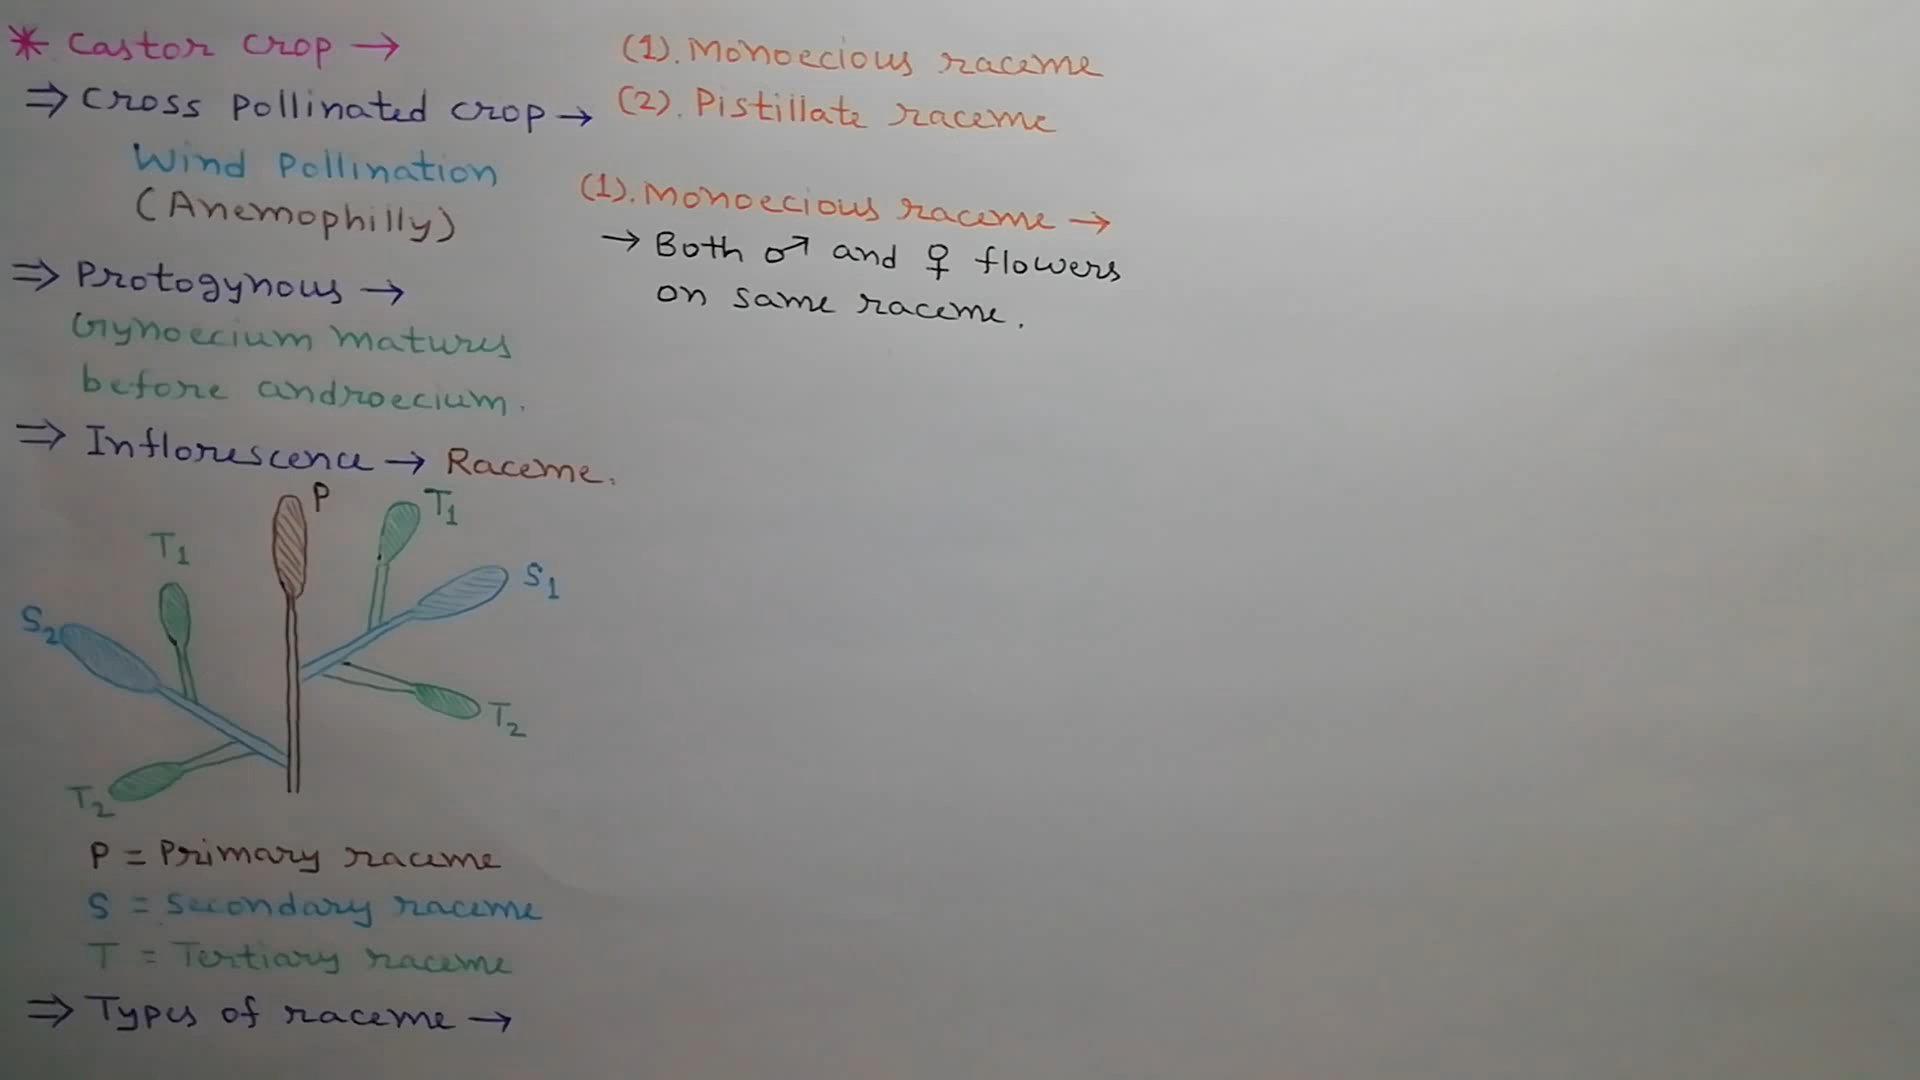 * Castor crop →
⇒ Cross pollinated crop →
Wind Pollination
(Anemophilly)
⇒ Protogynous →
Gynoecium matures
before androecium.
⇒ Inflorescence → Raceme.
P
T1
T1
S1
S2
T2
T2
P = Primary raceme
S = Secondary raceme
T = Tertiary raceme
⇒ Types of raceme →
(1). Monoecious raceme
(2). Pistillate raceme
(1). Monoecious raceme →
→ Both ♂ and ♀ flowers
on same raceme.